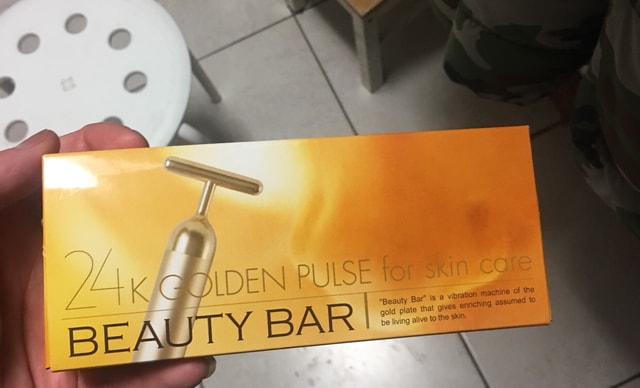 24K GOLDEN PULSE for skin care
BEAUTY BAR
"Beauty Bar" is a vibration machine of the
gold plate that gives enriching assumed to
be living alive to the skin.